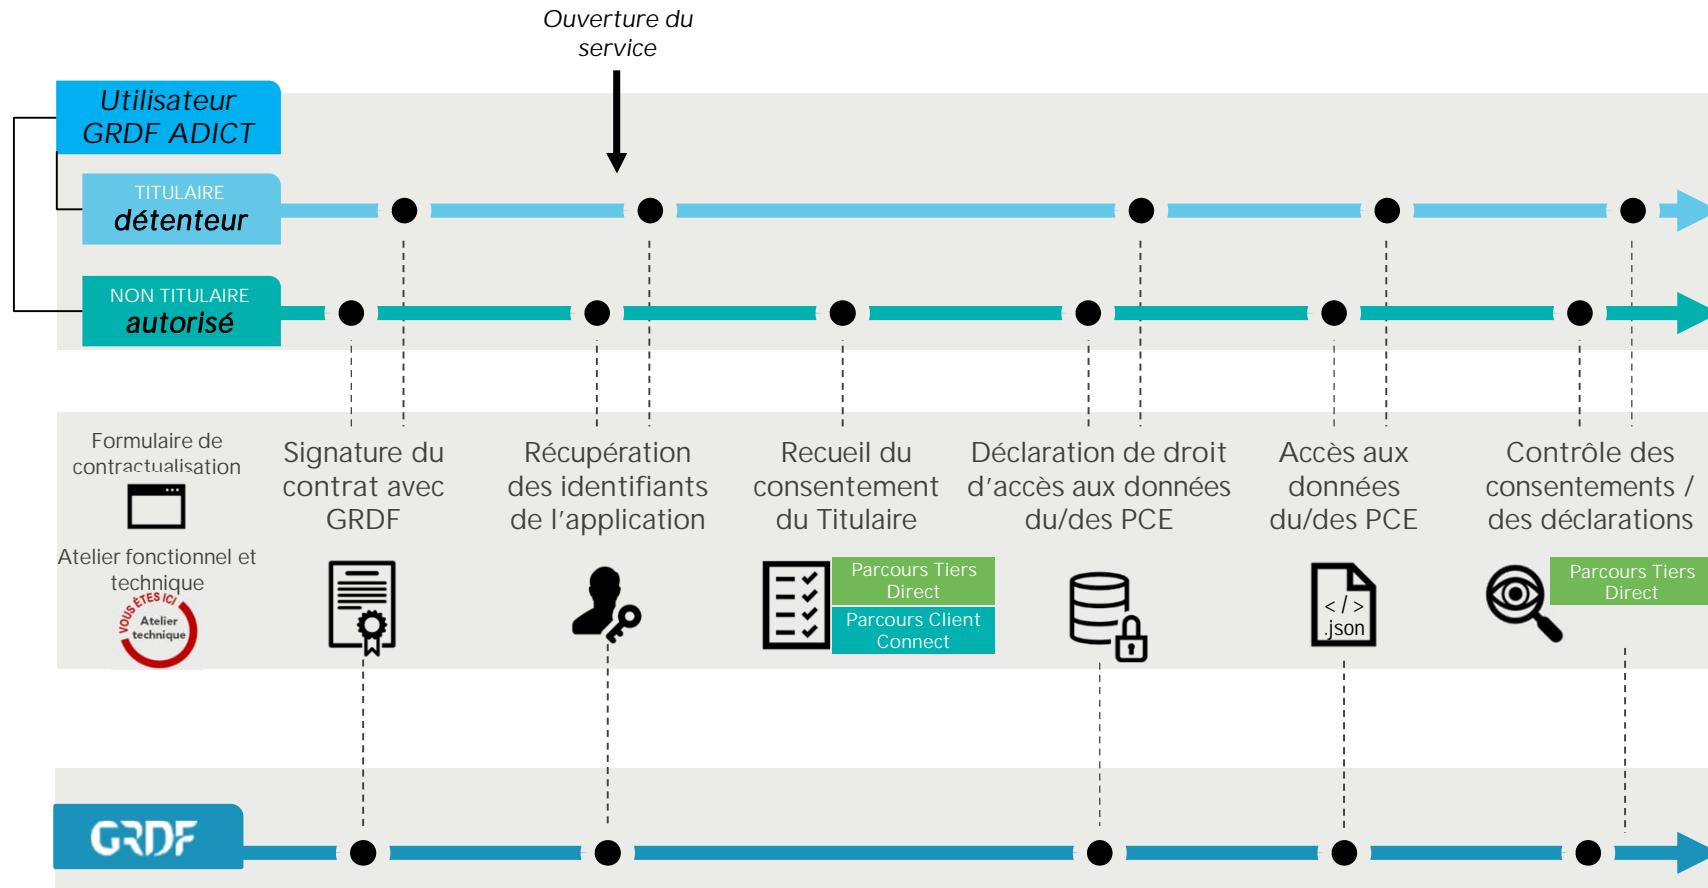 Ouverture du
service
Utilisateur
GRDF ADICT
TITULAIRE
détenteur
NON TITULAIRE
autorisé
Formulaire de
contractualisation
Atelier fonctionnel et
technique
VOUS ÊTES ICI
Atelier
technique
Signature du
contrat avec
GRDF
Récupération
des identifiants
de l'application
Recueil du
consentement
du Titulaire
Parcours Tiers
Direct
Parcours Client
Connect
Déclaration de droit
d'accès aux données
du/des PCE
Accès aux
données
du/des PCE
< / >
.json
Contrôle des
consentements /
des déclarations
Parcours Tiers
Direct
GRDF